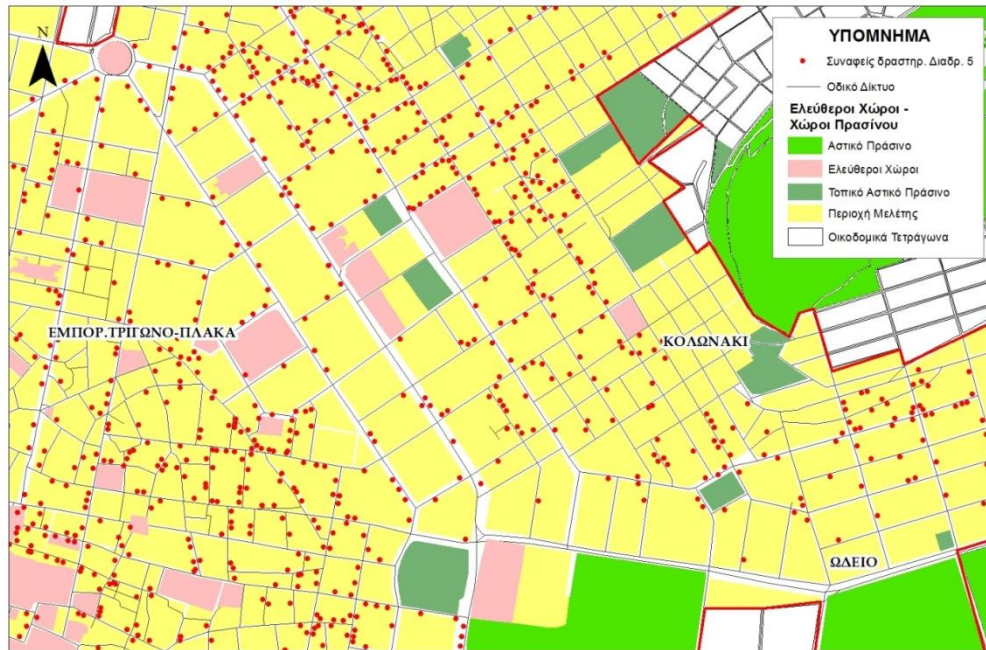 N
ΥΠΟΜΝΗΜΑ
Συναφείς δραστηρ. Διαδρ. 5
Οδικό Δίκτυο
Ελεύθεροι Χώροι -
Χώροι Πρασίνου
Αστικό Πράσινο
Ελεύθεροι Χώροι
Τοπικό Αστικό Πράσινο
Περιοχή Μελέτης
Οικοδομικά Τετράγωνα
ΕΜΠΟΡ.ΤΡΙΓΩΝΟ-ΠΛΑΚΑ
ΚΟΛΩΝΑΚΙ
ΩΔΕΙΟ